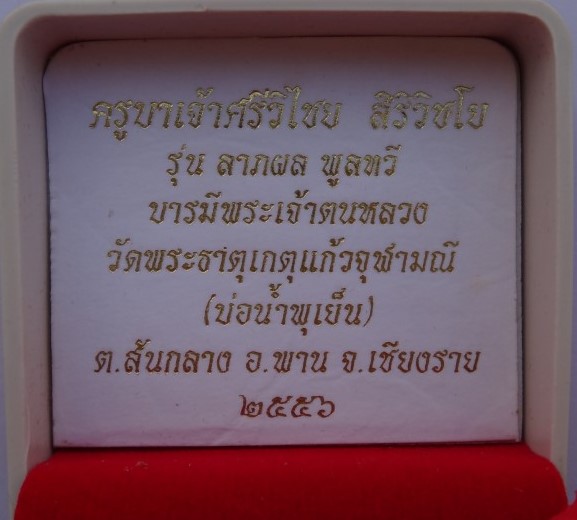 ครูบาเจ้าศรีวิไชย สิริวิชโย
รุ่น ลาภผล พูลทวี
บารมีพระเจ้าตนหลวง
วัดพระธาตุเกตุแก้วจุฬามณี
(บ่อน้ำพุเย็น)
ต.สันกลาง อ.พาน จ.เชียงราย
๒๕๕๖